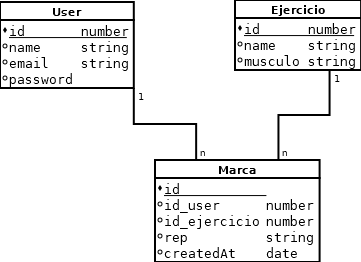 User
id number
name string
email string
password
Ejercicio
id number
name string
musculo string
1
1
n
n
Marca
id
id_user number
id_ejercicio number
rep string
createdAt date